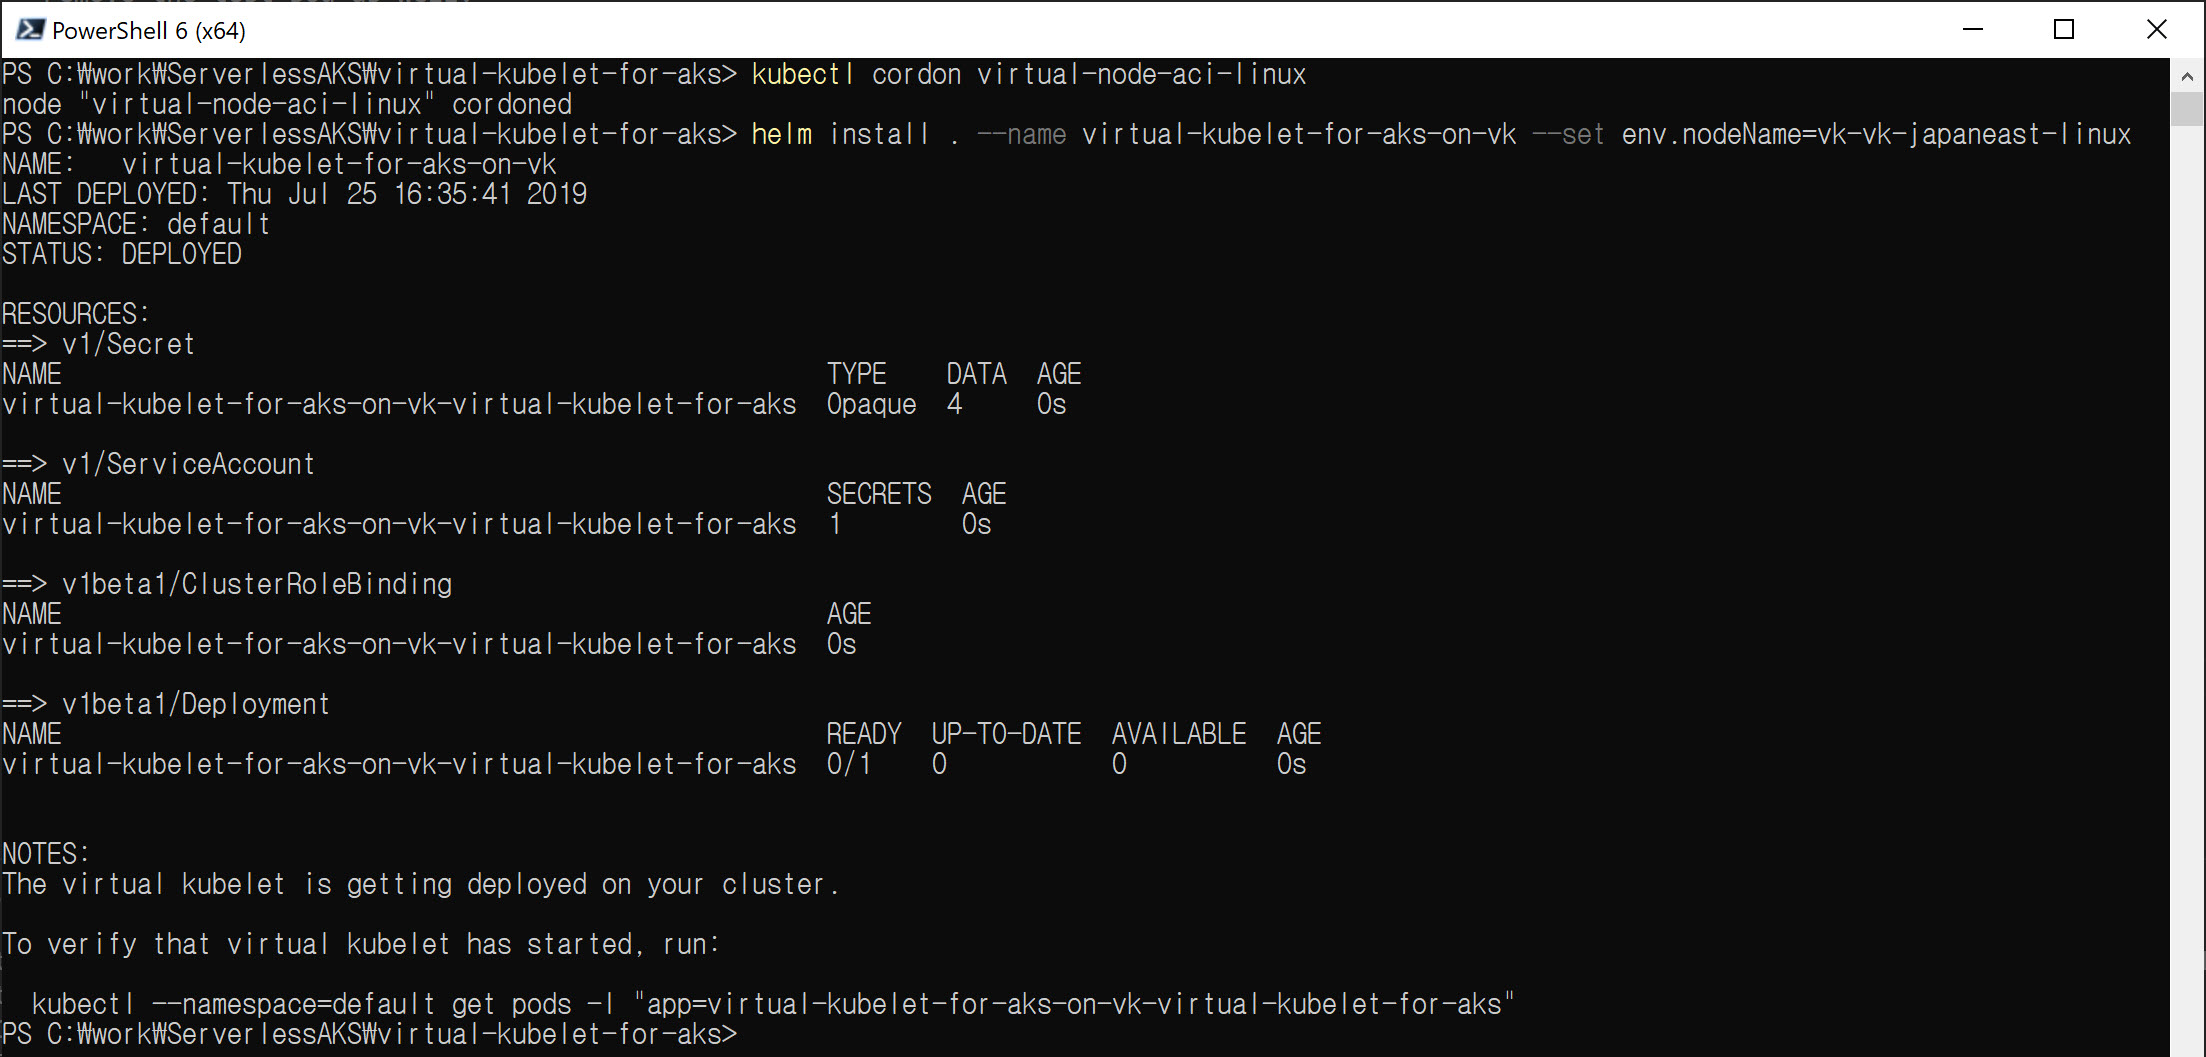 PowerShell 6 (x64)
PS C:₩work₩ServerlessAKS₩virtual-kubelet-for-aks> kubectl cordon virtual-node-aci-linux
node "virtual-node-aci-linux" cordoned
PS C:₩work₩ServerlessAKS₩virtual-kubelet-for-aks> helm install . --name virtual-kubelet-for-aks-on-vk --set env.nodeName=vk-vk-japaneast-linux
NAME:   virtual-kubelet-for-aks-on-vk
LAST DEPLOYED: Thu Jul 25 16:35:41 2019
NAMESPACE: default
STATUS: DEPLOYED
RESOURCES:
==> v1/Secret
NAME                                                   TYPE    DATA  AGE
virtual-kubelet-for-aks-on-vk-virtual-kubelet-for-aks  Opaque  4     0s
==> v1/ServiceAccount
NAME                                                   SECRETS  AGE
virtual-kubelet-for-aks-on-vk-virtual-kubelet-for-aks  1        0s
==> v1beta1/ClusterRoleBinding
NAME                                                   AGE
virtual-kubelet-for-aks-on-vk-virtual-kubelet-for-aks  0s
==> v1beta1/Deployment
NAME                                                   READY  UP-TO-DATE  AVAILABLE  AGE
virtual-kubelet-for-aks-on-vk-virtual-kubelet-for-aks  0/1    0           0          0s
NOTES:
The virtual kubelet is getting deployed on your cluster.
To verify that virtual kubelet has started, run:
  kubectl --namespace=default get pods -l "app=virtual-kubelet-for-aks-on-vk-virtual-kubelet-for-aks"
PS C:₩work₩ServerlessAKS₩virtual-kubelet-for-aks>